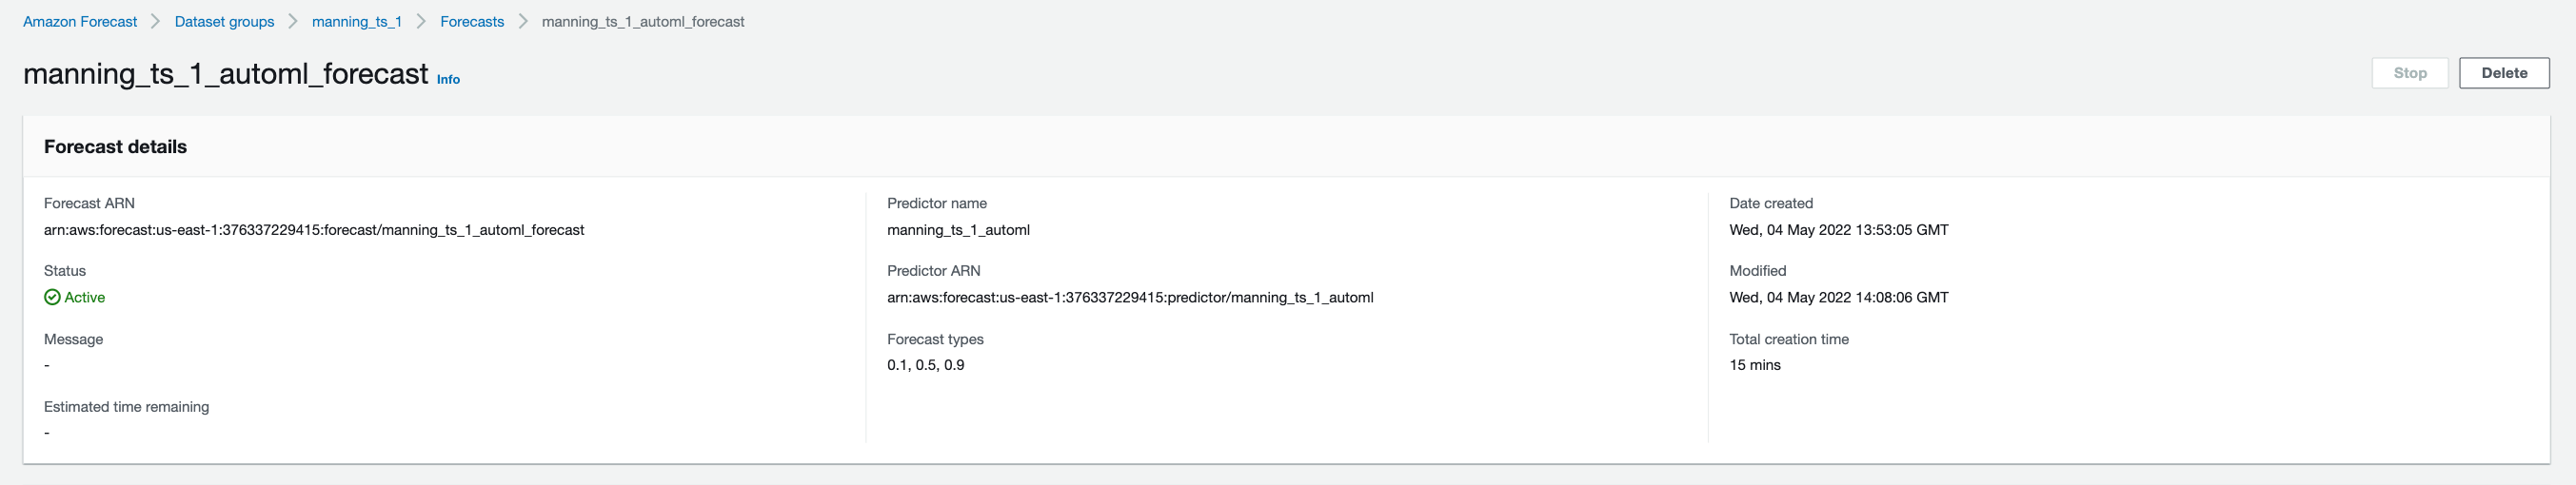 Amazon Forecast > Dataset groups > manning_ts_1 > Forecasts > manning_ts_1_automl_forecast
manning_ts_1_automl_forecast Info
Stop Delete
Forecast details
Forecast ARN
arn:aws:forecast:us-east-1:376337229415:forecast/manning_ts_1_automl_forecast
Status
Active
Message
-
Estimated time remaining
-
Predictor name
manning_ts_1_automl
Predictor ARN
arn:aws:forecast:us-east-1:376337229415:predictor/manning_ts_1_automl
Forecast types
0.1, 0.5, 0.9
Date created
Wed, 04 May 2022 13:53:05 GMT
Modified
Wed, 04 May 2022 14:08:06 GMT
Total creation time
15 mins